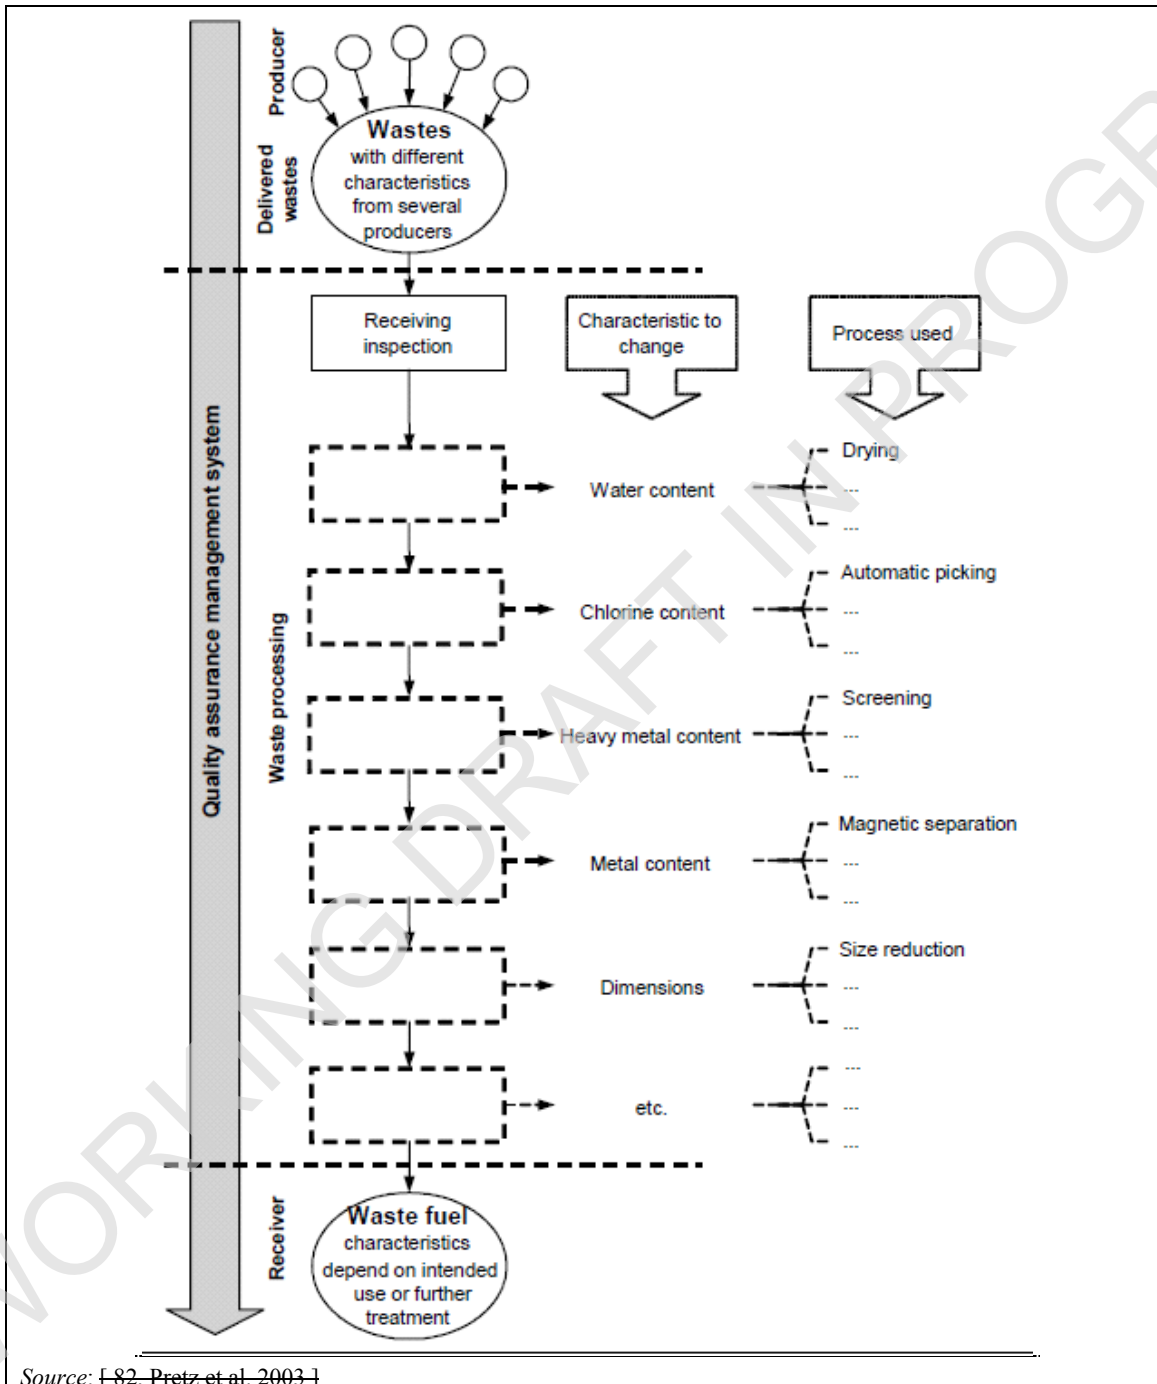 Producer
Delivered
wastes
Wastes
with different
characteristics
from several
producers
Quality assurance management system
Waste processing
Receiving
inspection
Characteristic to
change
Process used
Water content
Drying
...
...
Chlorine content
Automatic picking
...
...
Heavy metal content
Screening
...
...
Metal content
Magnetic separation
...
...
Dimensions
Size reduction
...
...
etc.
...
...
...
Receiver
Waste fuel
characteristics
depend on intended
use or further
treatment
Source: [ 82, Pretz et al. 2003 ]
WORKING DRAFT IN PROGR